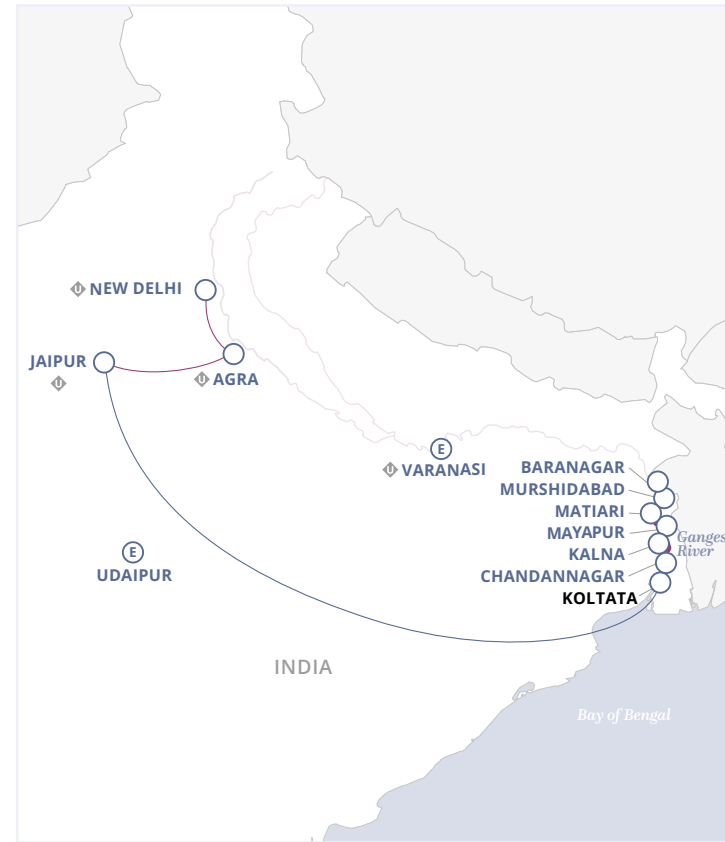 U NEW DELHI
JAIPUR
U
U AGRA
E
U VARANASI
BARANAGAR
MURSHIDABAD
MATIARI
MAYAPUR
Ganges
River
KALNA
E
UDAIPUR
CHANDANNAGAR
KOLTATA
INDIA
Bay of Bengal